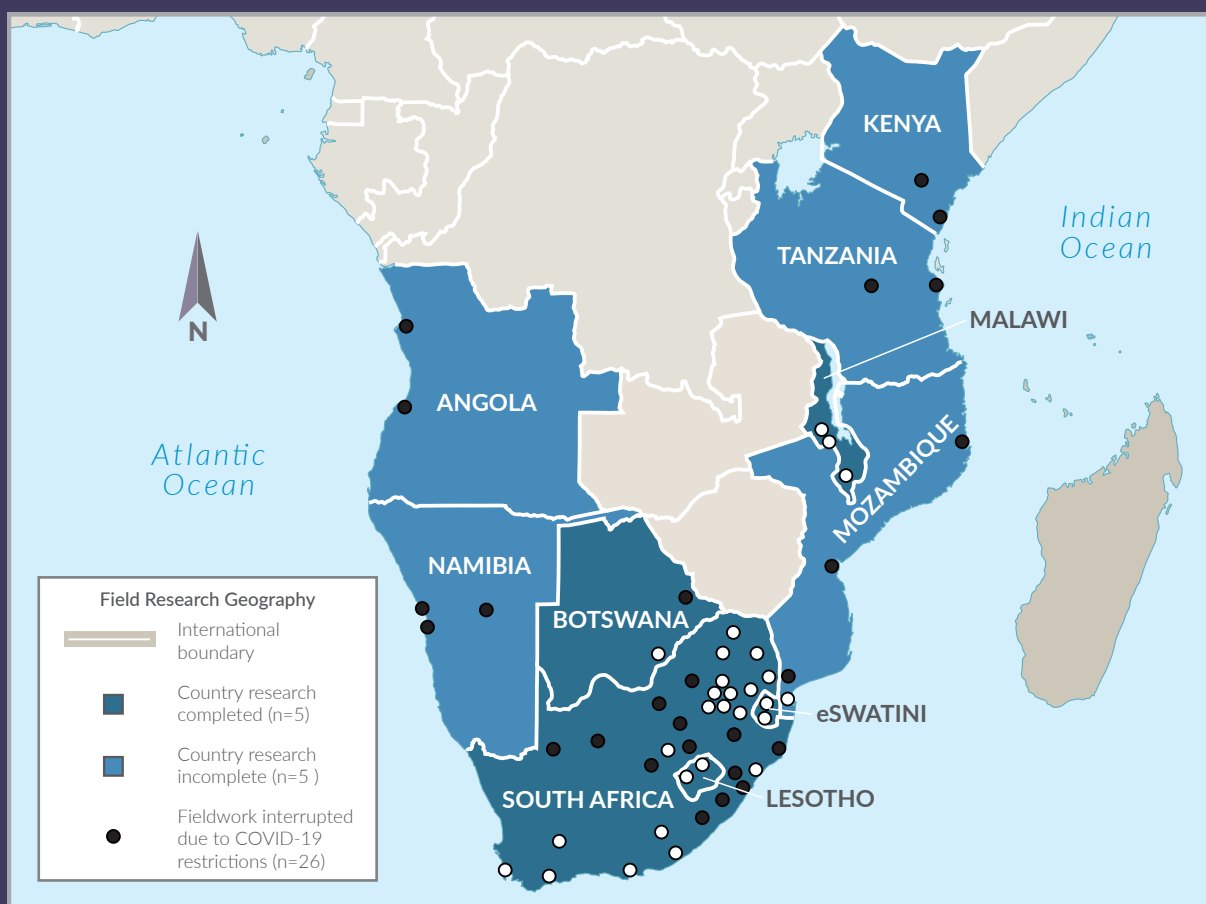 KENYA
Indian
Ocean
TANZANIA
MALAWI
N
ANGOLA
MOZAMBIQUE
Atlantic
Ocean
NAMIBIA
BOTSWANA
eSWATINI
SOUTH AFRICA
LESOTHO
Field Research Geography
International
boundary
Country research
completed (n=5)
Country research
incomplete (n=5 )
Fieldwork interrupted
due to COVID-19
restrictions (n=26)